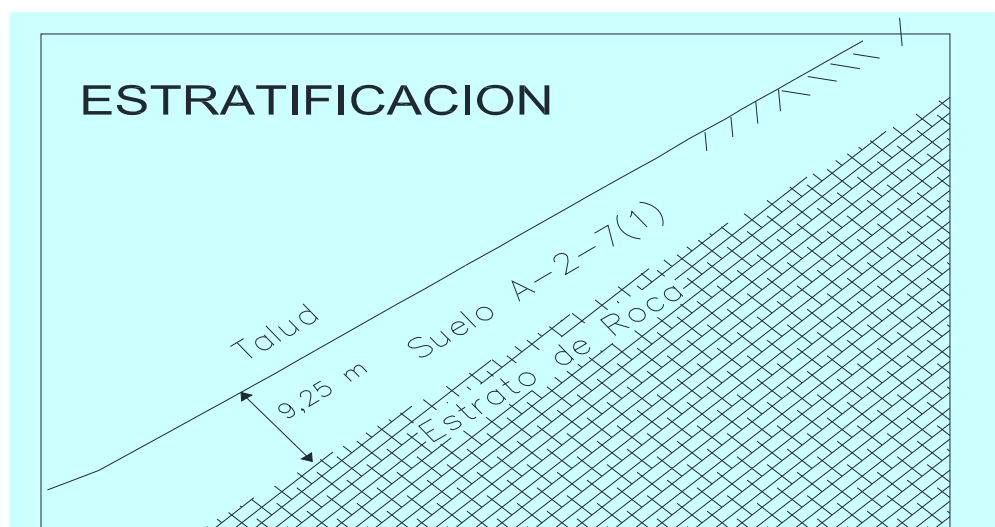 ESTRATIFICACION
Talud
9,25 m
Suelo A-2-7(1)
Estrato de Roca